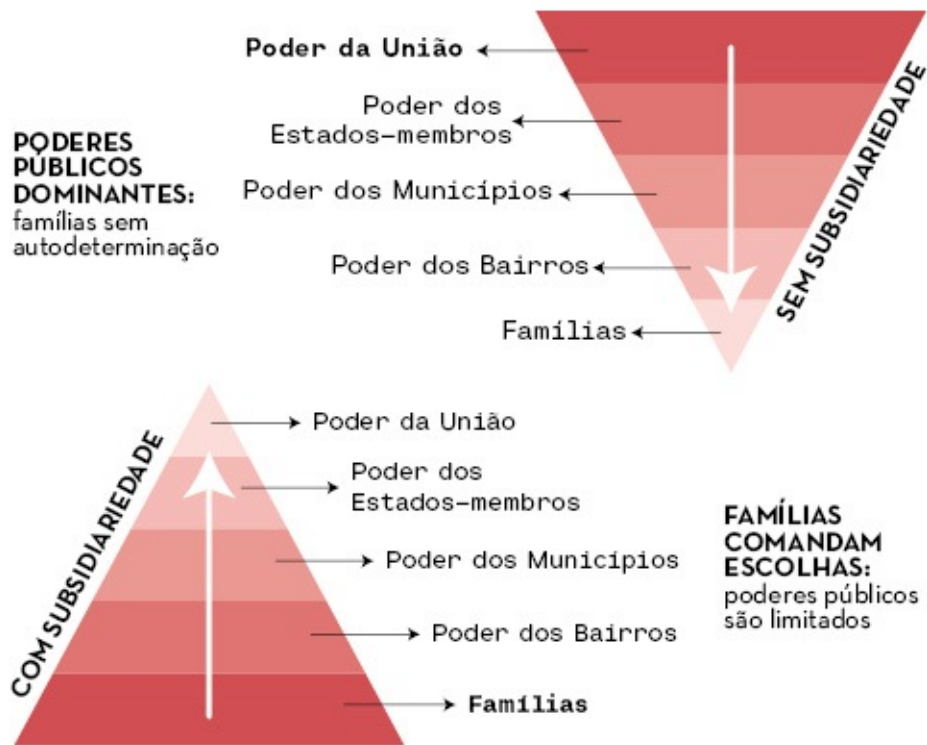 Poder da União
Poder dos
Estados-membros
Poder dos Municípios
Poder dos Bairros
Famílias
PODERES
PÚBLICOS
DOMINANTES:
famílias sem
autodeterminação
SEM SUBSIDIARIEDADE
COM SUBSIDIARIEDADE
Poder da União
Poder dos
Estados-membros
Poder dos Municípios
Poder dos Bairros
Famílias
FAMÍLIAS
COMANDAM
ESCOLHAS:
poderes públicos
são limitados